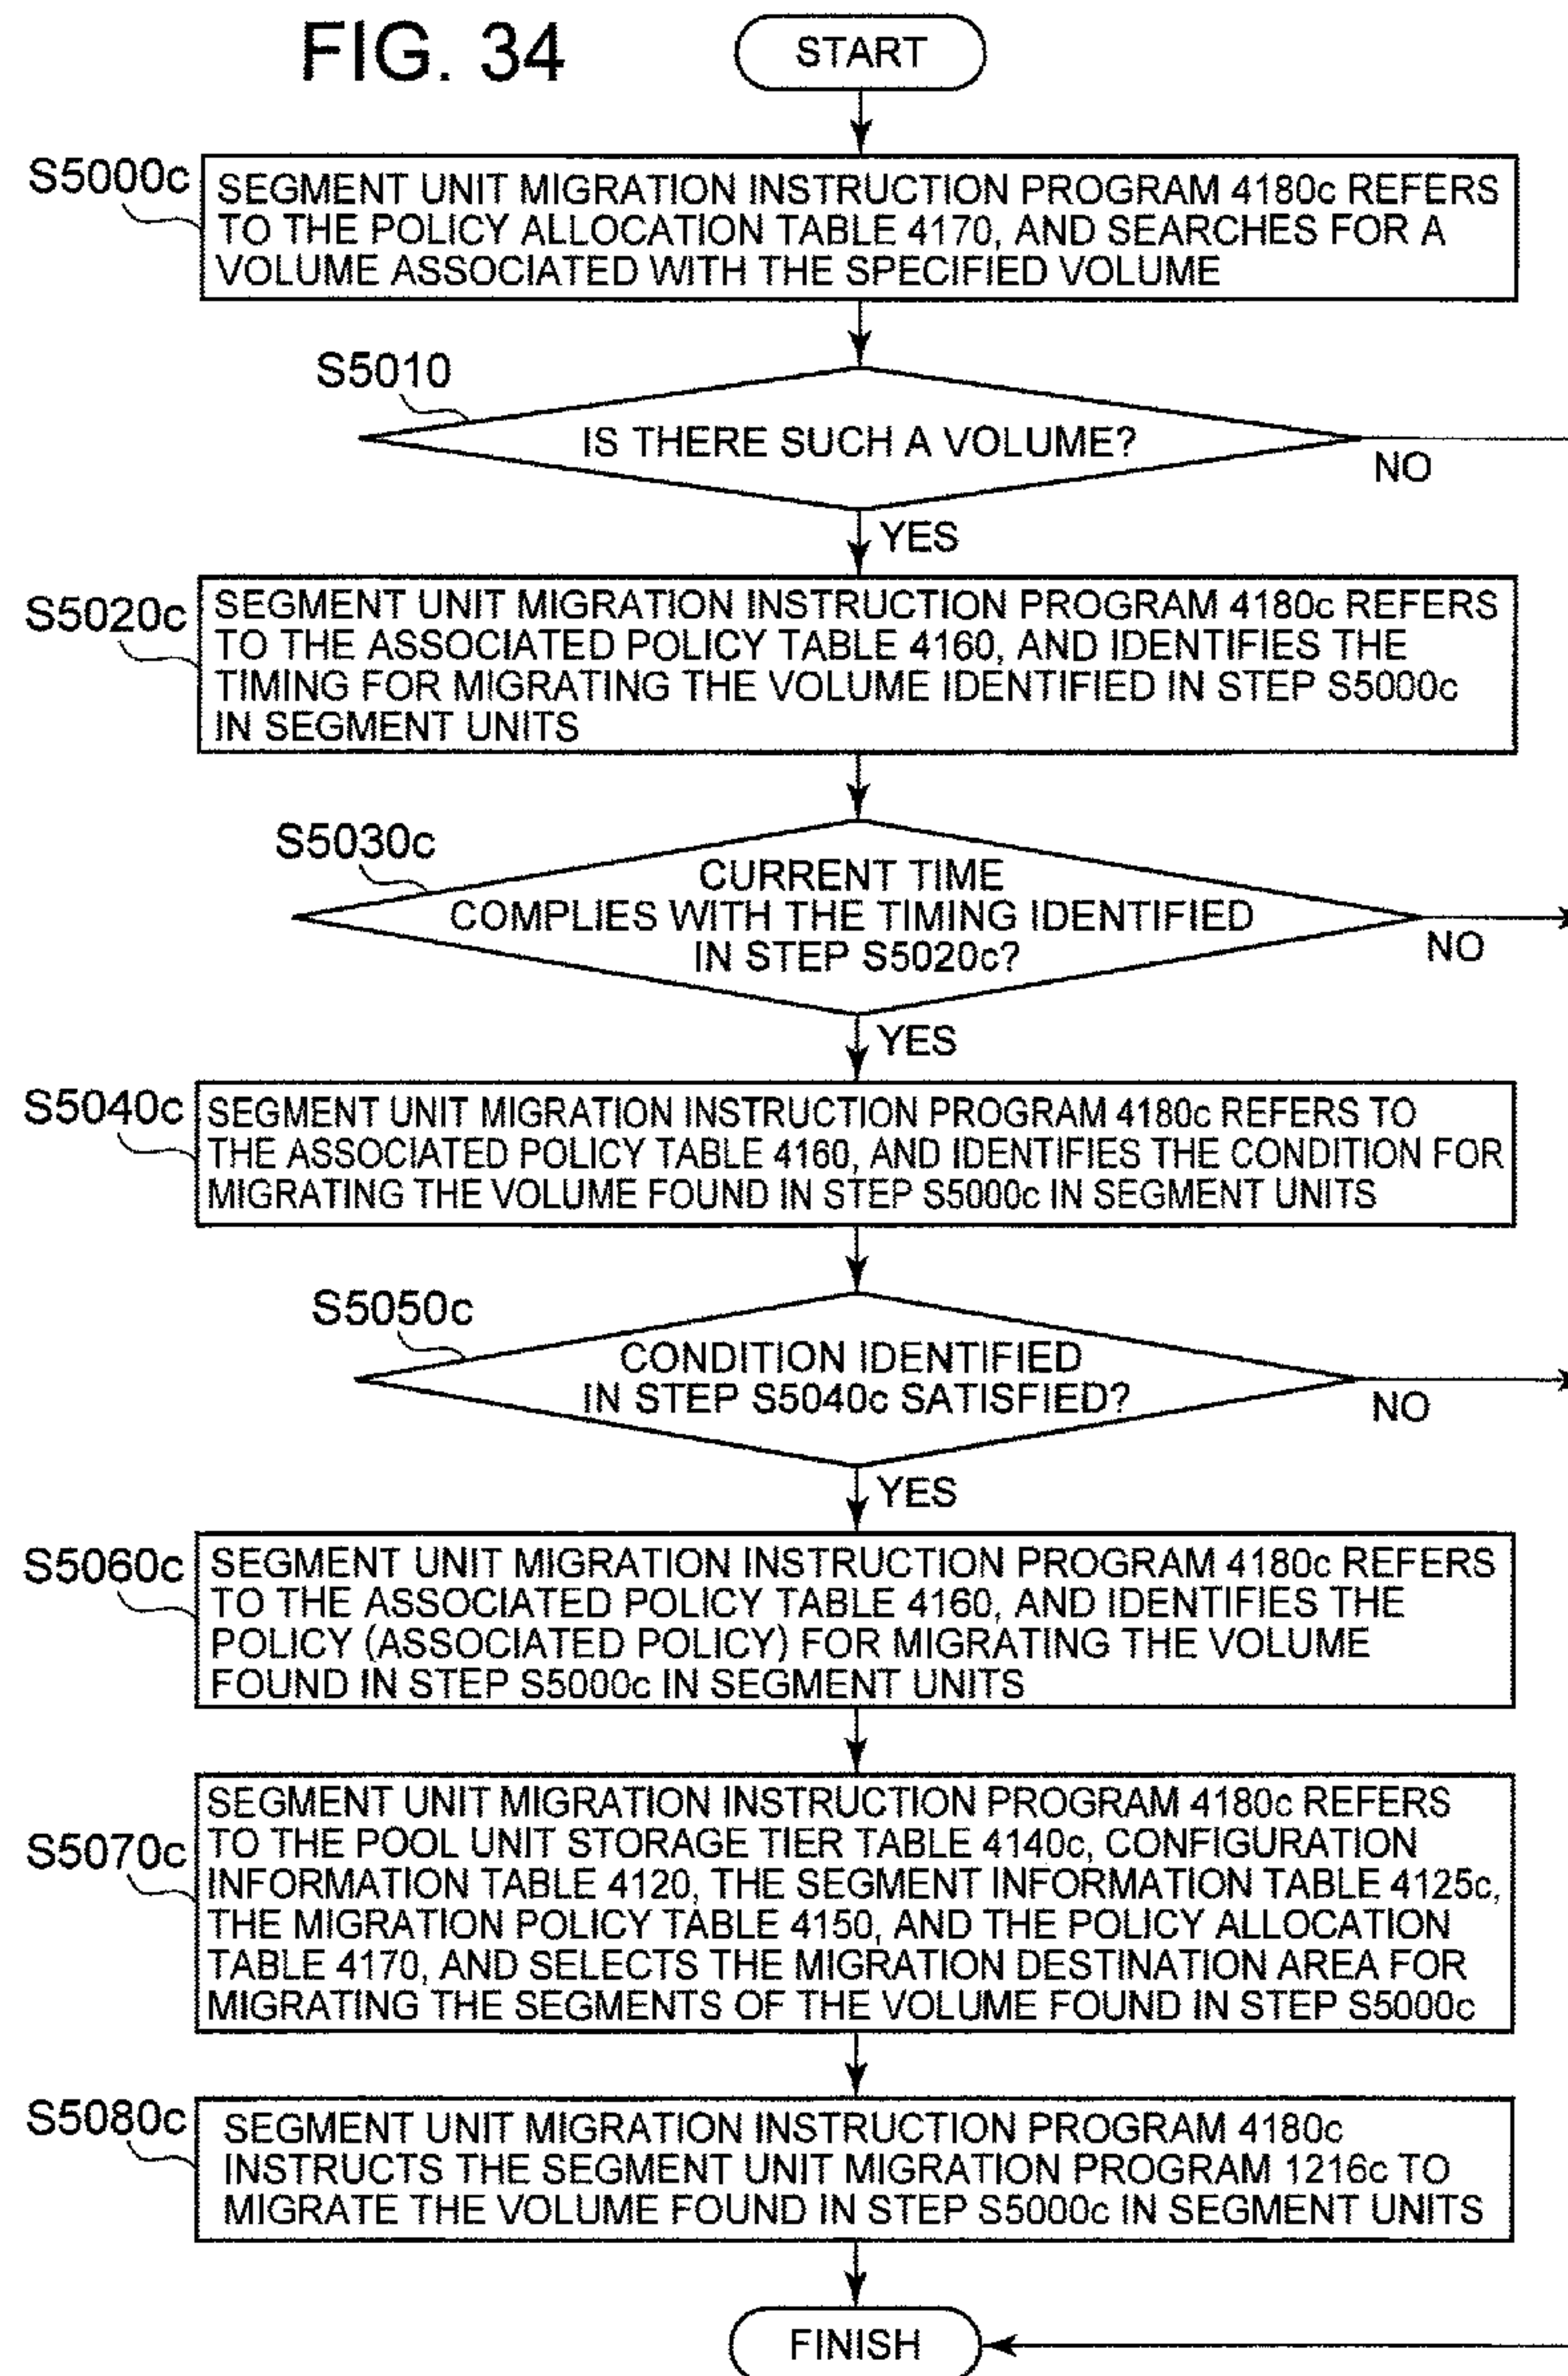 FIG. 34
START
S5000c
SEGMENT UNIT MIGRATION INSTRUCTION PROGRAM 4180c REFERS
TO THE POLICY ALLOCATION TABLE 4170, AND SEARCHES FOR A
VOLUME ASSOCIATED WITH THE SPECIFIED VOLUME
S5010
IS THERE SUCH A VOLUME?
NO
YES
S5020c
SEGMENT UNIT MIGRATION INSTRUCTION PROGRAM 4180c REFERS
TO THE ASSOCIATED POLICY TABLE 4160, AND IDENTIFIES THE
TIMING FOR MIGRATING THE VOLUME IDENTIFIED IN STEP S5000c
IN SEGMENT UNITS
S5030c
CURRENT TIME
COMPLIES WITH THE TIMING IDENTIFIED
IN STEP S5020c?
NO
YES
S5040c
SEGMENT UNIT MIGRATION INSTRUCTION PROGRAM 4180c REFERS TO
THE ASSOCIATED POLICY TABLE 4160, AND IDENTIFIES THE CONDITION FOR
MIGRATING THE VOLUME FOUND IN STEP S5000c IN SEGMENT UNITS
S5050c
CONDITION IDENTIFIED
IN STEP S5040c SATISFIED?
NO
YES
S5060c
SEGMENT UNIT MIGRATION INSTRUCTION PROGRAM 4180c REFERS
TO THE ASSOCIATED POLICY TABLE 4160, AND IDENTIFIES THE
POLICY (ASSOCIATED POLICY) FOR MIGRATING THE VOLUME
FOUND IN STEP S5000c IN SEGMENT UNITS
S5070c
SEGMENT UNIT MIGRATION INSTRUCTION PROGRAM 4180c REFERS
TO THE POOL UNIT STORAGE TIER TABLE 4140c, CONFIGURATION
INFORMATION TABLE 4120, THE SEGMENT INFORMATION TABLE 4125c,
THE MIGRATION POLICY TABLE 4150, AND THE POLICY ALLOCATION
TABLE 4170, AND SELECTS THE MIGRATION DESTINATION AREA FOR
MIGRATING THE SEGMENTS OF THE VOLUME FOUND IN STEP S5000c
S5080c
SEGMENT UNIT MIGRATION INSTRUCTION PROGRAM 4180c
INSTRUCTS THE SEGMENT UNIT MIGRATION PROGRAM 1216c TO
MIGRATE THE VOLUME FOUND IN STEP S5000c IN SEGMENT UNITS
FINISH